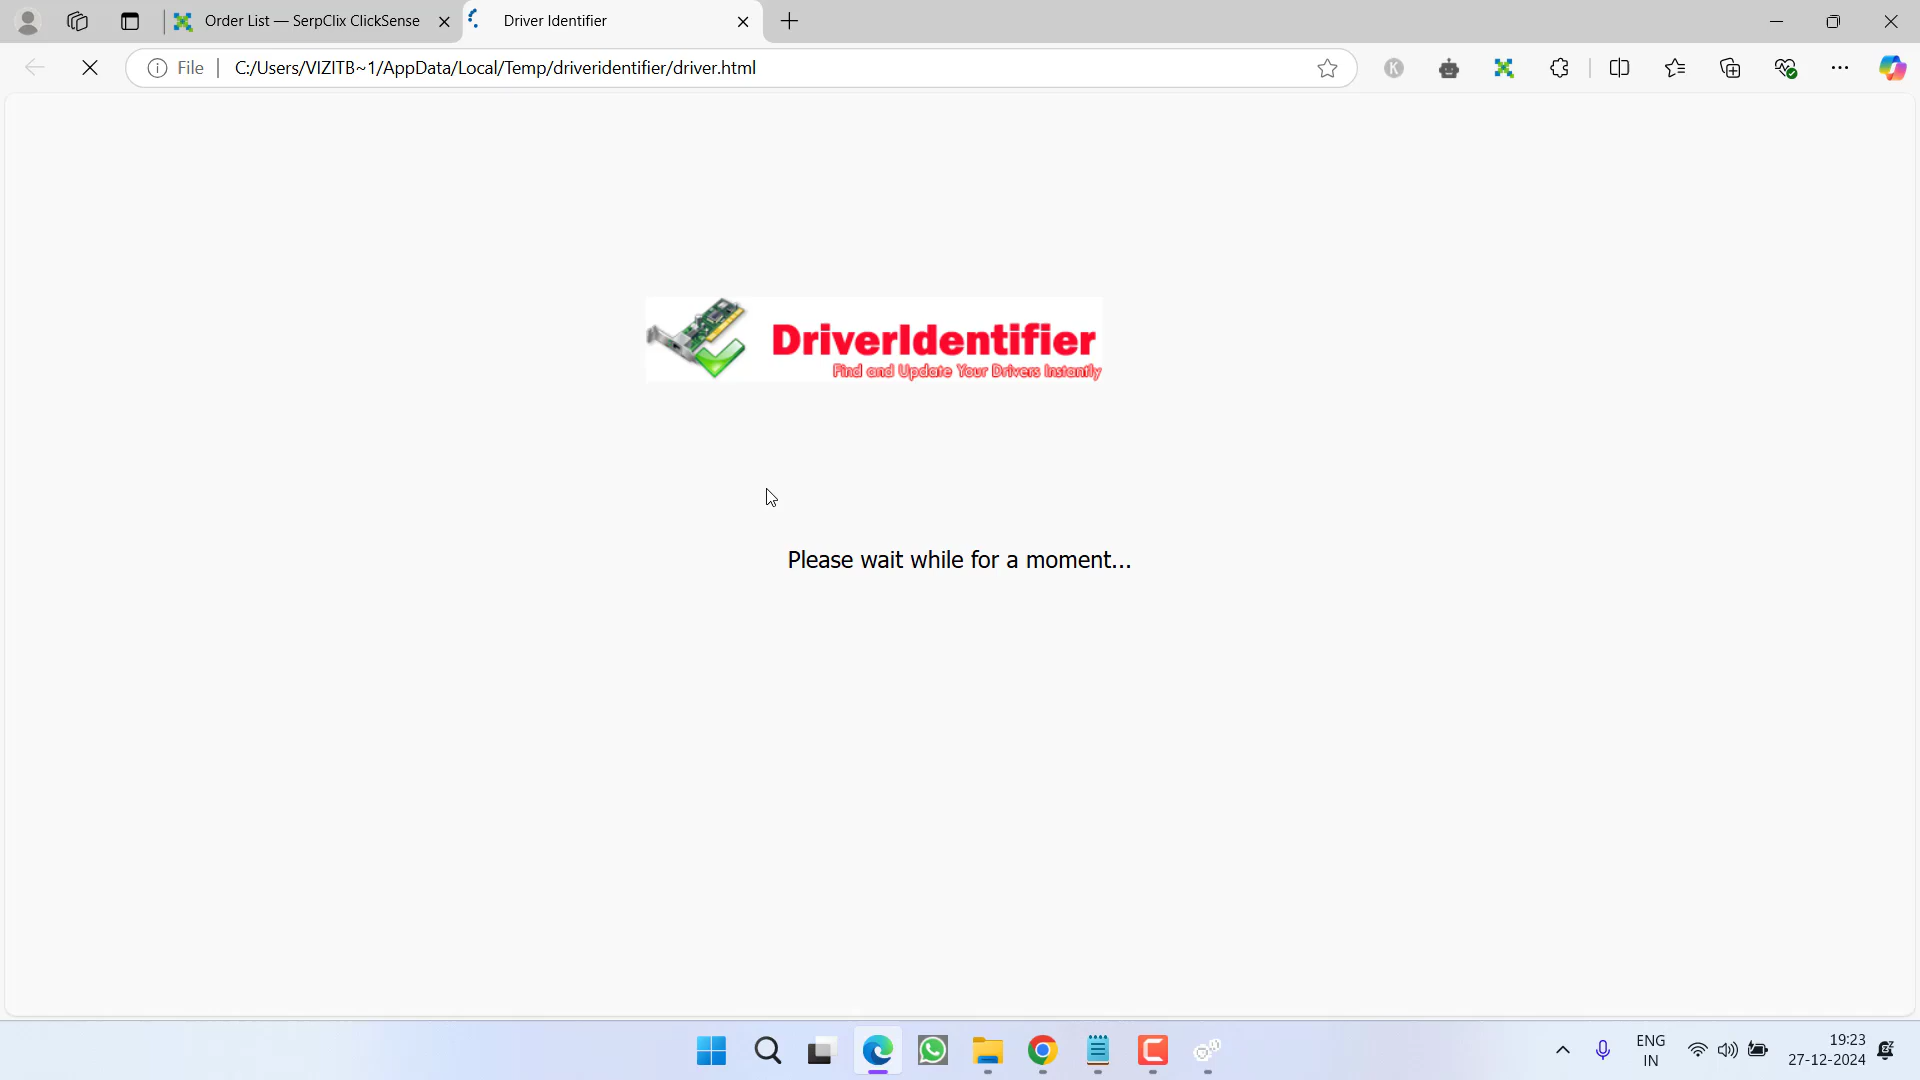 Order List — SerpClix ClickSense
Driver Identifier
File
C:/Users/VIZITB~1/AppData/Local/Temp/driveridentifier/driver.html
K
DriverIdentifier
Find and Update Your Drivers Instantly
Please wait while for a moment...
ENG
IN
19:23
27-12-2024